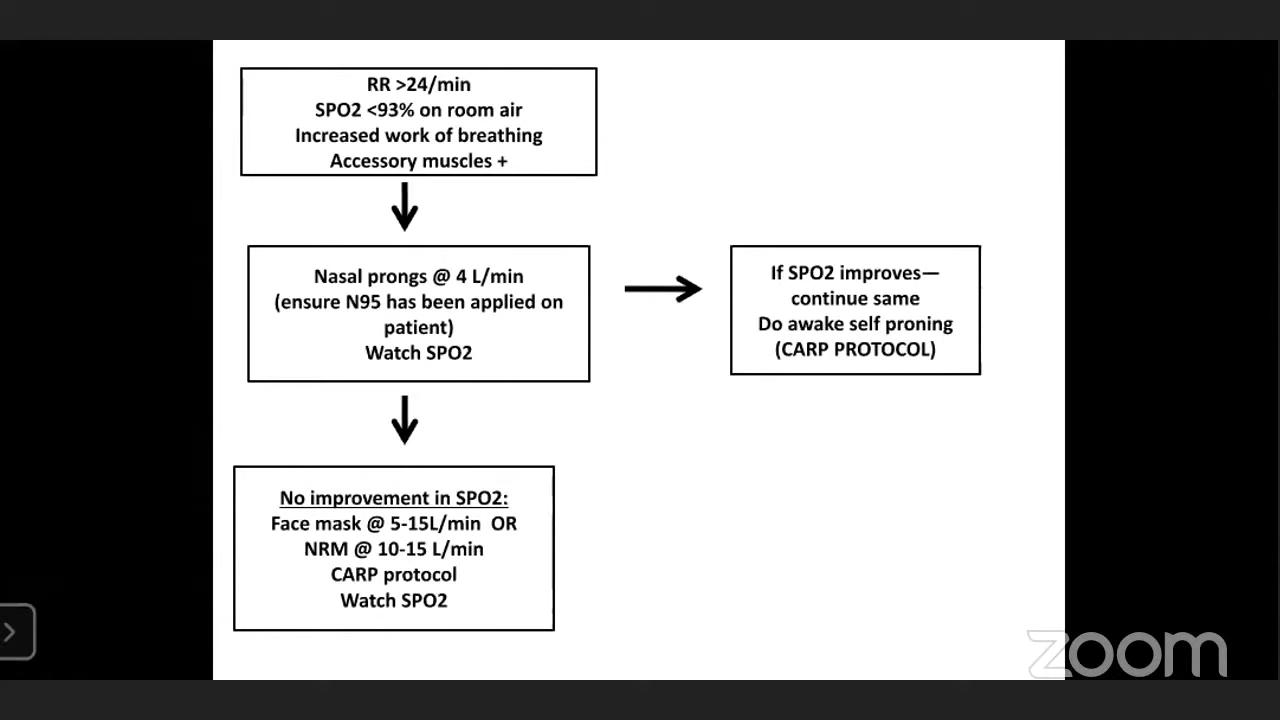 RR >24/min
SPO2 <93% on room air
Increased work of breathing
Accessory muscles +
Nasal prongs @ 4 L/min
(ensure N95 has been applied on
patient)
Watch SPO2
If SPO2 improves—
continue same
Do awake self proning
(CARP PROTOCOL)
No improvement in SPO2:
Face mask @ 5-15L/min  OR
NRM @ 10-15 L/min
CARP protocol
Watch SPO2
zoom